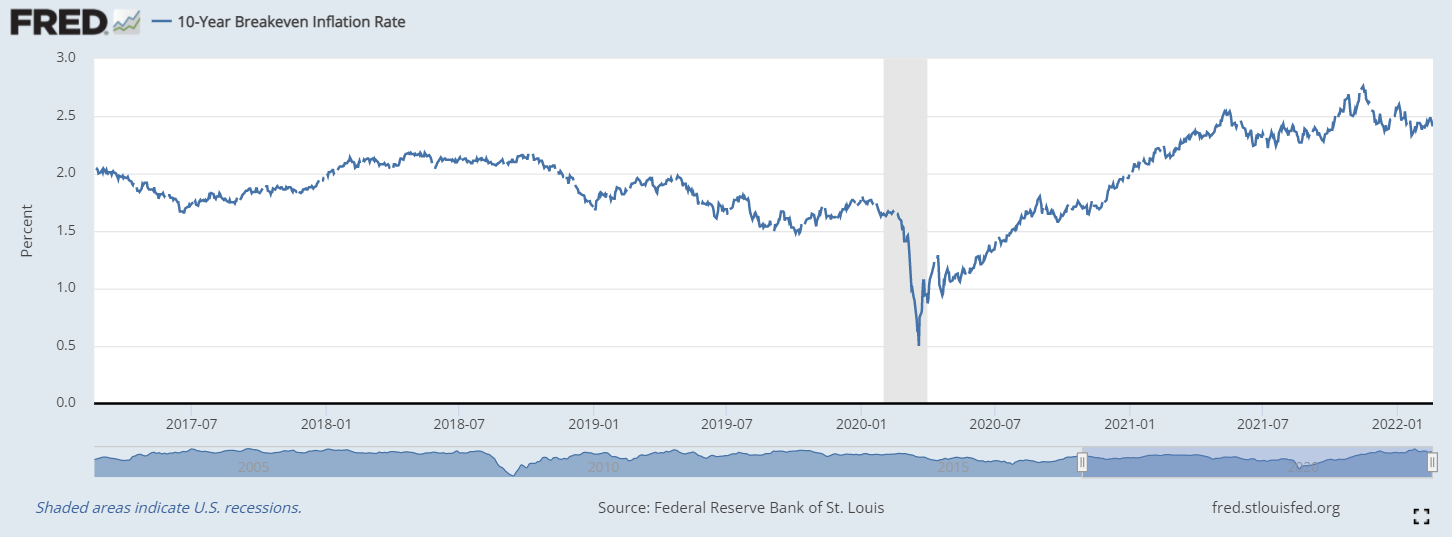 FRED 10-Year Breakeven Inflation Rate
Percent
3.0
2.5
2.0
1.5
1.0
0.5
0.0
2017-07 2018-01 2018-07 2019-01 2019-07 2020-01 2020-07 2021-01 2021-07 2022-01
2005 2010 2015 2020
Shaded areas indicate U.S. recessions. Source: Federal Reserve Bank of St. Louis fred.stlouisfed.org